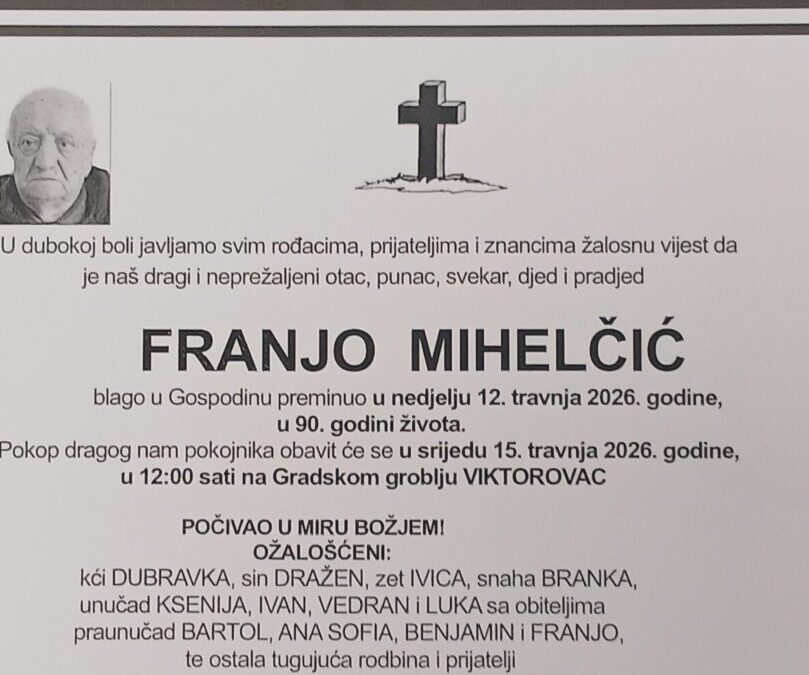 U dubokoj boli javljamo svim rođacima, prijateljima i znancima žalosnu vijest da
je naš dragi i neprežaljeni otac, punac, svekar, djed i pradjed
FRANJO MIHELČIĆ
blago u Gospodinu preminuo u nedjelju 12. travnja 2026. godine,
u 90. godini života.
Pokop dragog nam pokojnika obavit će se u srijedu 15. travnja 2026. godine,
u 12:00 sati na Gradskom groblju VIKTOROVAC
POČIVAO U MIRU BOŽJEM!
OŽALOŠĆENI:
kći DUBRAVKA, sin DRAŽEN, zet IVICA, snaha BRANKA,
unučad KSENIJA, IVAN, VEDRAN i LUKA sa obiteljima
praunučad BARTOL, ANA SOFIA, BENJAMIN i FRANJO,
te ostala tugujuća rodbina i prijatelji